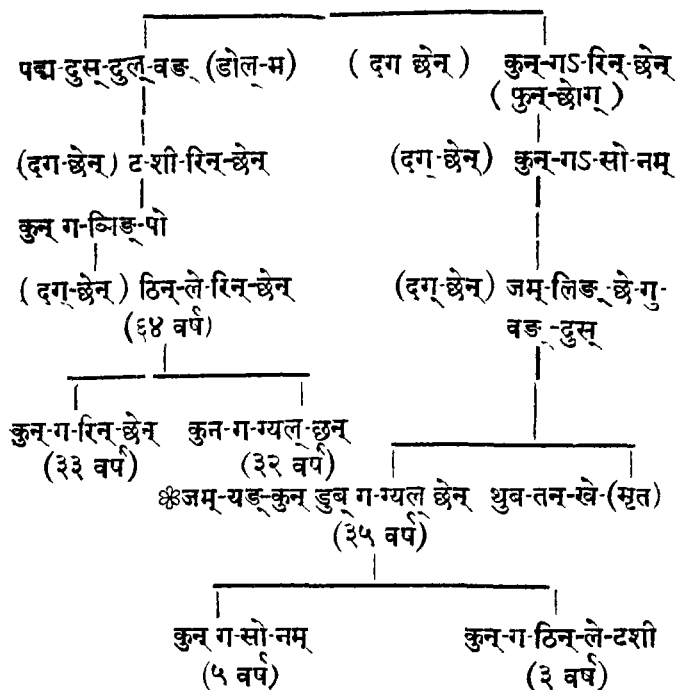 पद्म-दुस्-दुल्-वङ् (डोल्-म) ( दग छेन् ) कुन्-गऽ-रिन्-छेन्
( फुन्-छोग् )
(दग-छेन्) ट-शी-रिन्-छेन् (दग्-छेन्) कुन्-गऽ-सो-नम्
कुन् ग-ञिङ्-पो
( दग्-छेन् ) ठिन्-ले-रिन्-छेन् (दग्-छेन्) जम्-लिङ्-छे-गु-
(६४ वर्ष) वङ्-दुस्
कुन्-ग-रिन्-छेन् कुन-ग-ग्यल्-छन्
(३३ वर्ष) (३२ वर्ष)
❃जम्-यङ्-कुन् डुब् ग-ग्यल् छेन् थुब-तन्-खे-(मृत)
(३५ वर्ष)
कुन् ग-सो-नम् कुन्-ग-ठिन्-ले-टशी
(५ वर्ष) (३ वर्ष)